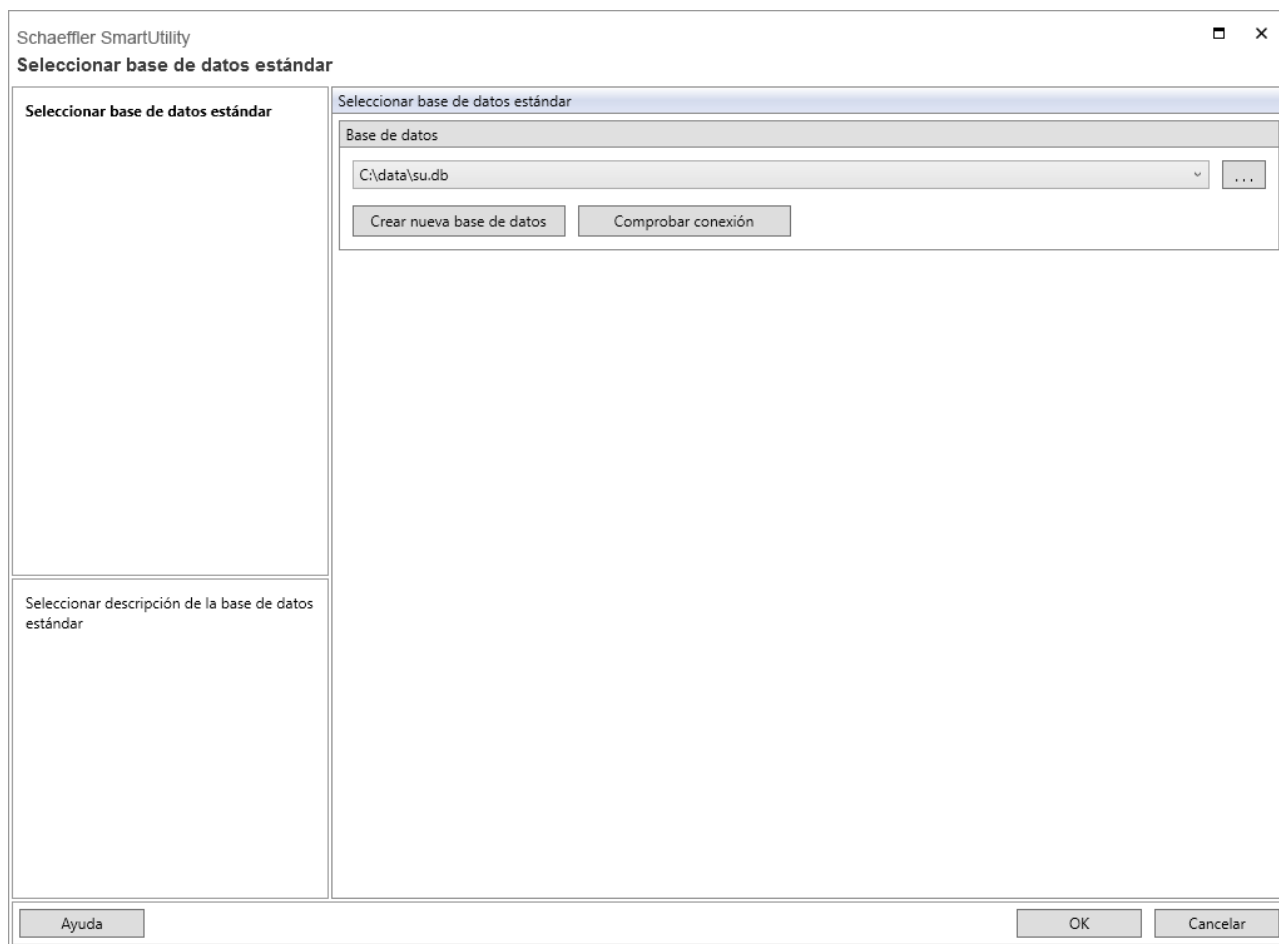 Schaeffler SmartUtility
Seleccionar base de datos estándar
Seleccionar base de datos estándar
Seleccionar descripción de la base de datos
estándar
Seleccionar base de datos estándar
Base de datos
C:\data\su.db
...
Crear nueva base de datos
Comprobar conexión
Ayuda
OK
Cancelar